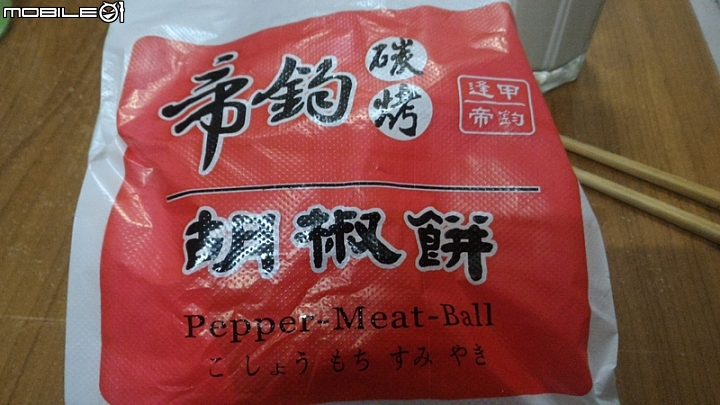 MOBILE01
帝鈞 碳烤
逢甲
帝鈞
胡椒餅
Pepper-Meat-Ball
こしょう もち すみ やき